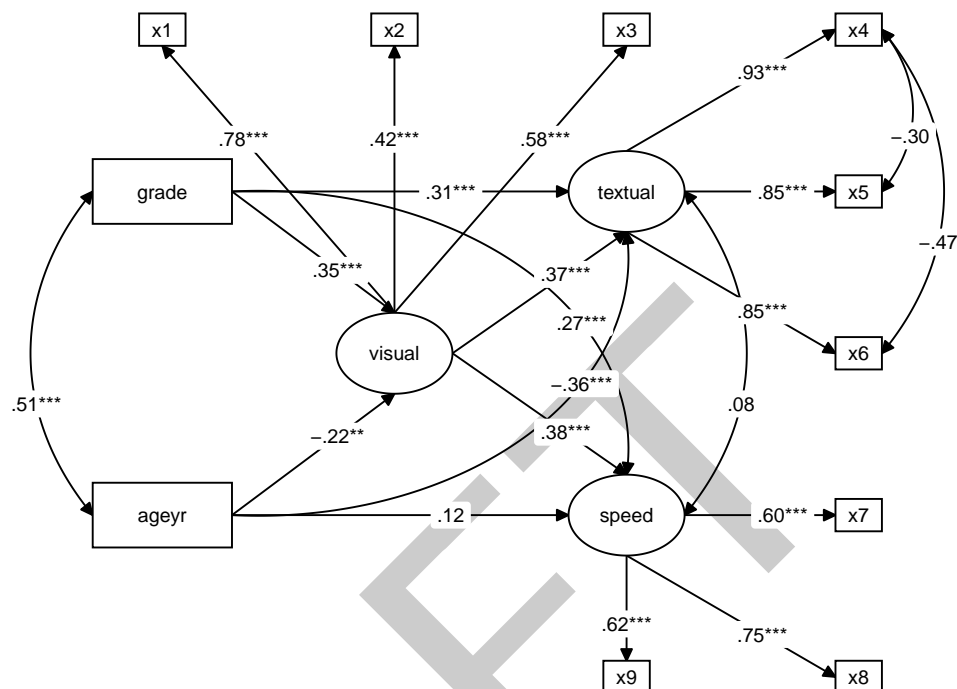 x1 x2 x3 x4
.93***
.78*** .42*** .58*** –.30
grade .31*** textual .85*** x5
–.47
.35*** .37*** .85***
.27***
visual x6
.51*** –.36*** .08
–.22** .38***
ageyr .12 speed .60*** x7
.62*** .75***
x9 x8